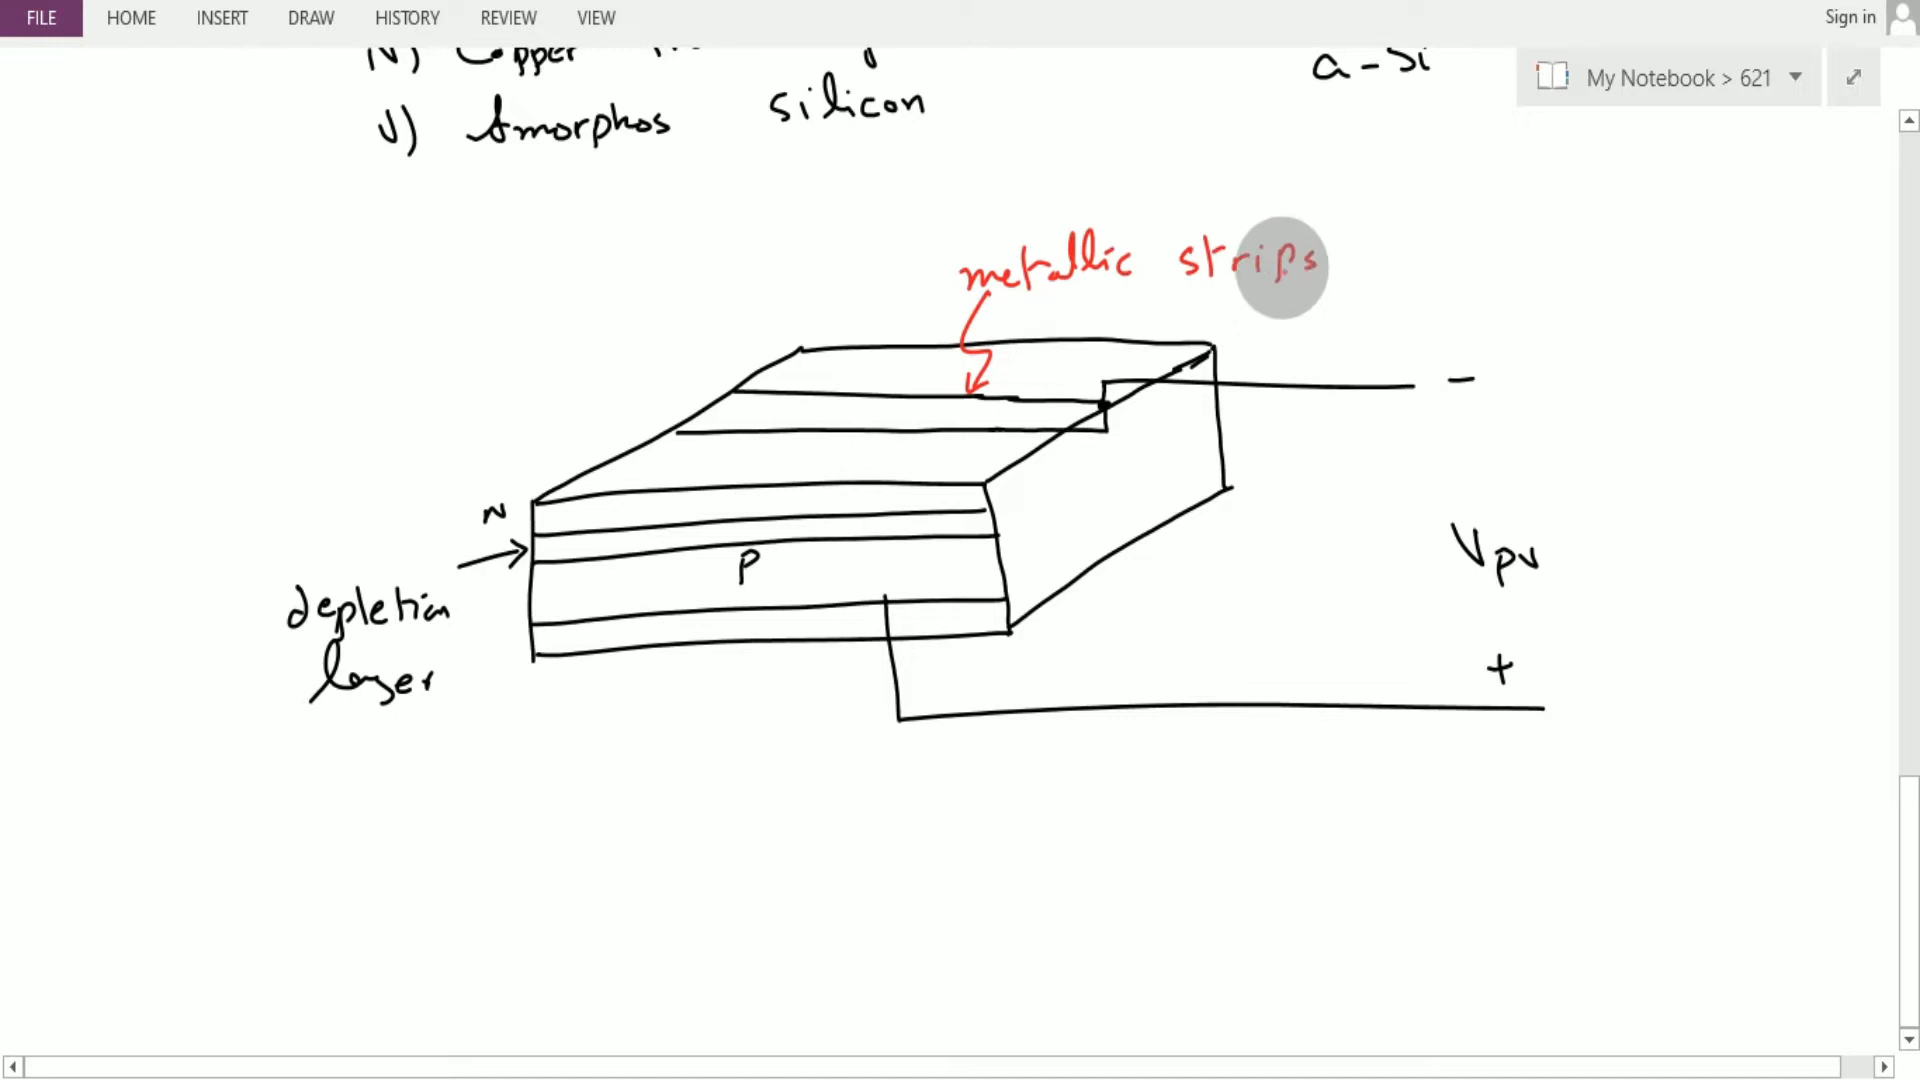 FILE HOME INSERT DRAW HISTORY REVIEW VIEW Sign in
My Notebook > 621
Copper
a-Si
V) Amorphos silicon
metallic strips
-
N
P
Vpv
depletion
layer
+